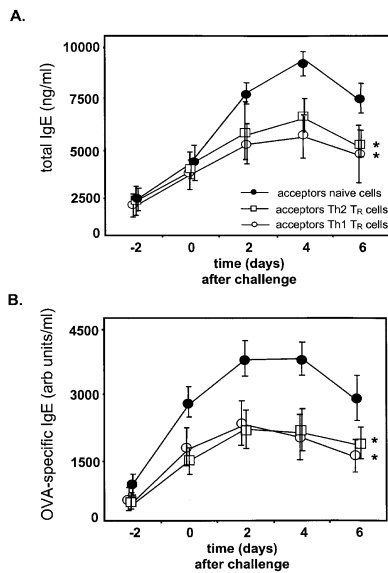 A.
total IgE (ng/ml)
10000
7500
5000
2500
0
acceptors naive cells
acceptors Th2 TR cells
acceptors Th1 TR cells
*
*
-2 0 2 4 6
time (days)
after challenge
B.
OVA-specific IgE (arb units/ml)
4500
3000
1500
0
*
*
-2 0 2 4 6
time (days)
after challenge